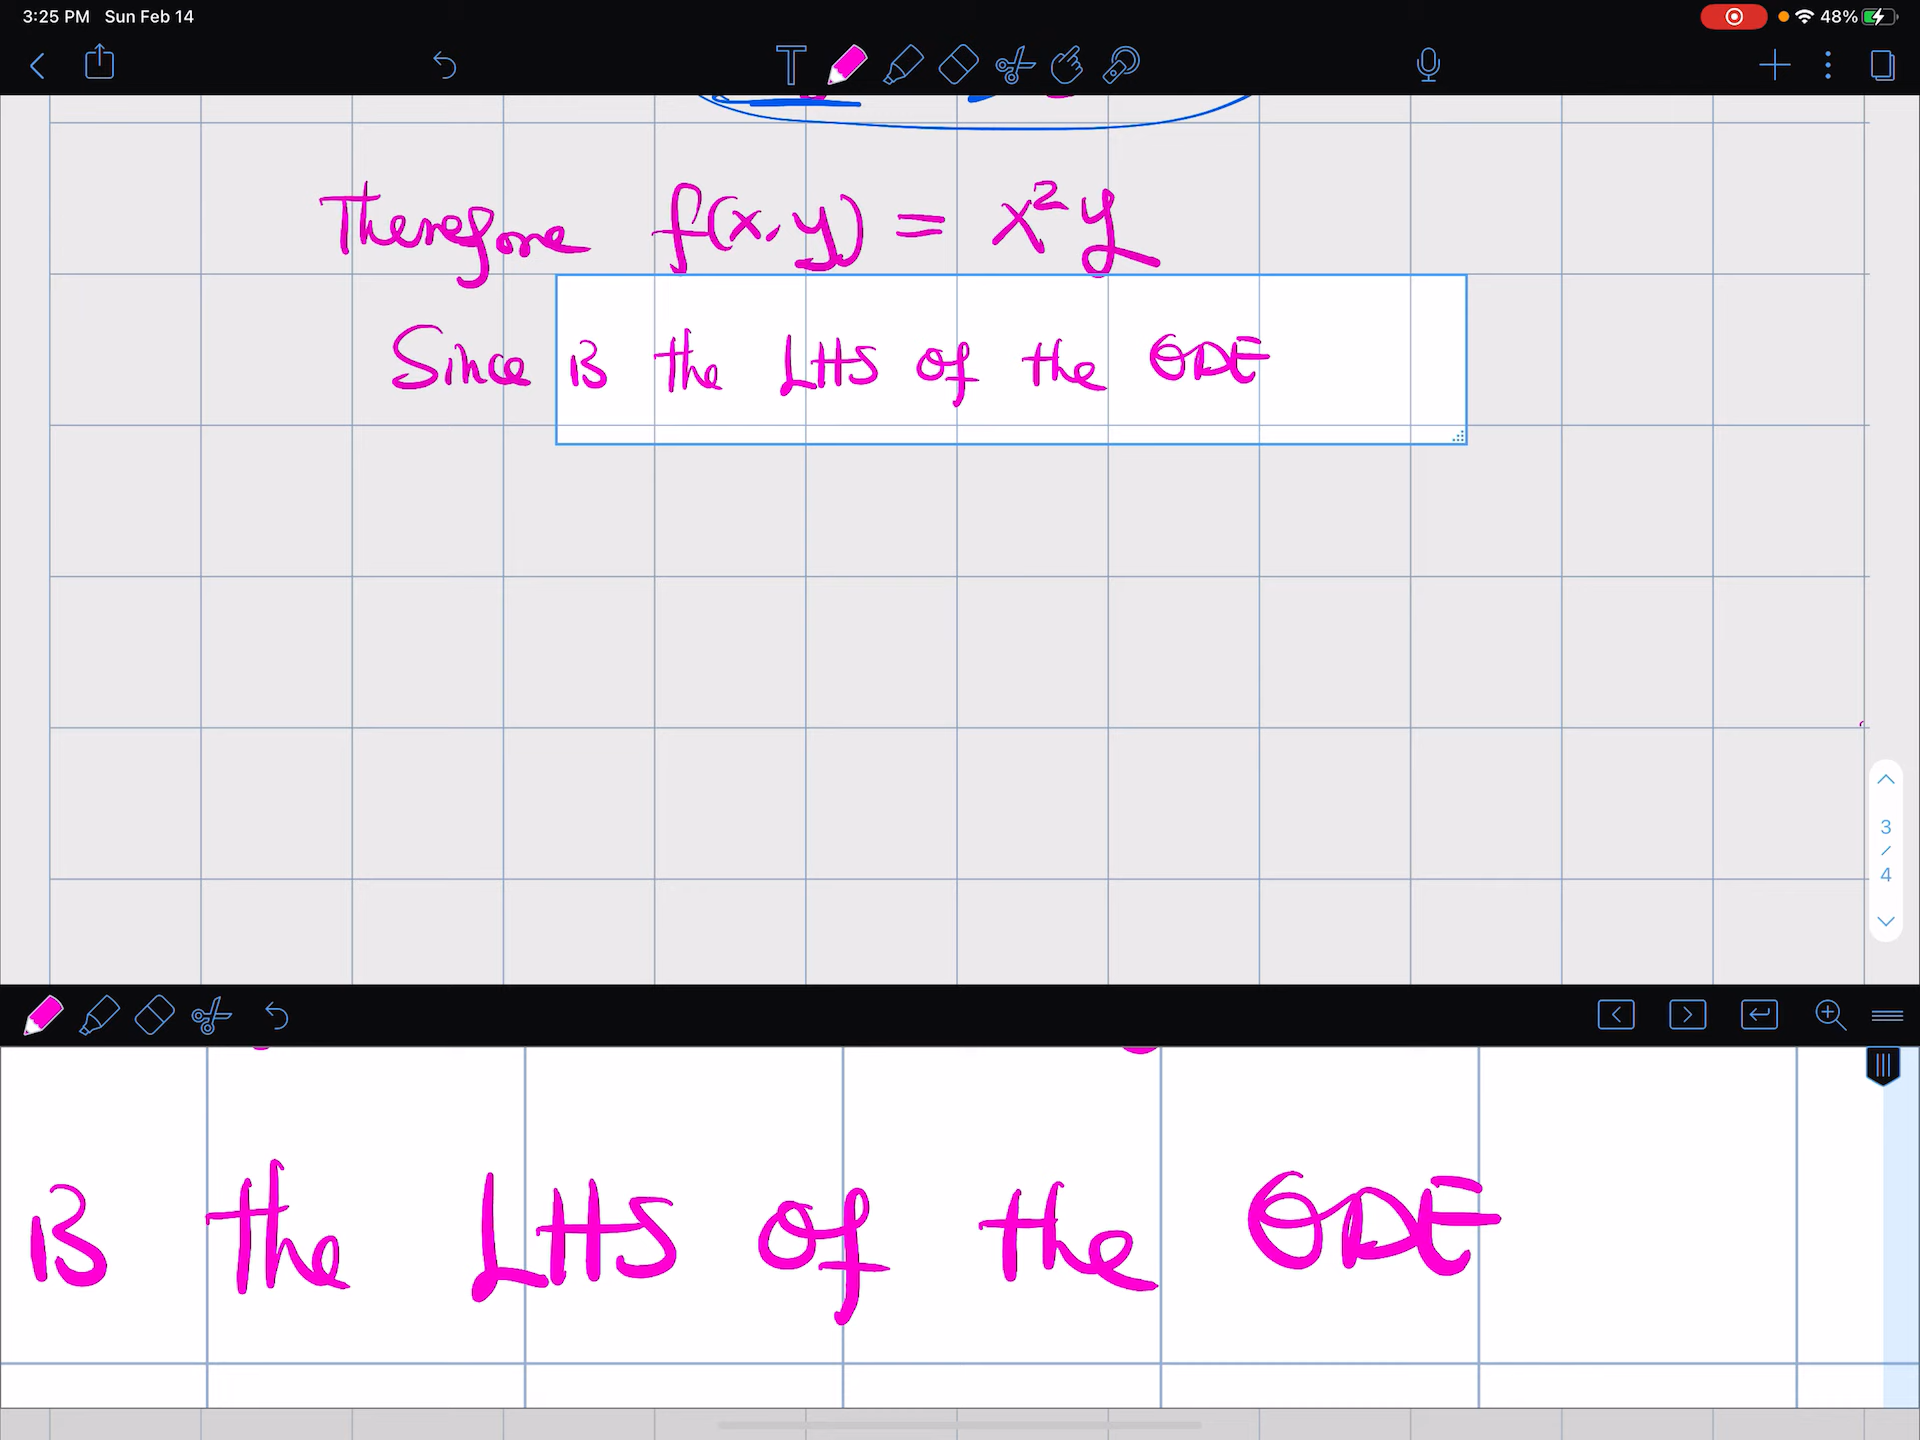 3:25 PM Sun Feb 14
48%
T
Therefore f(x,y) = x²y
Since is the LHS of the ODE
3
/
4
is the LHS of the ODE